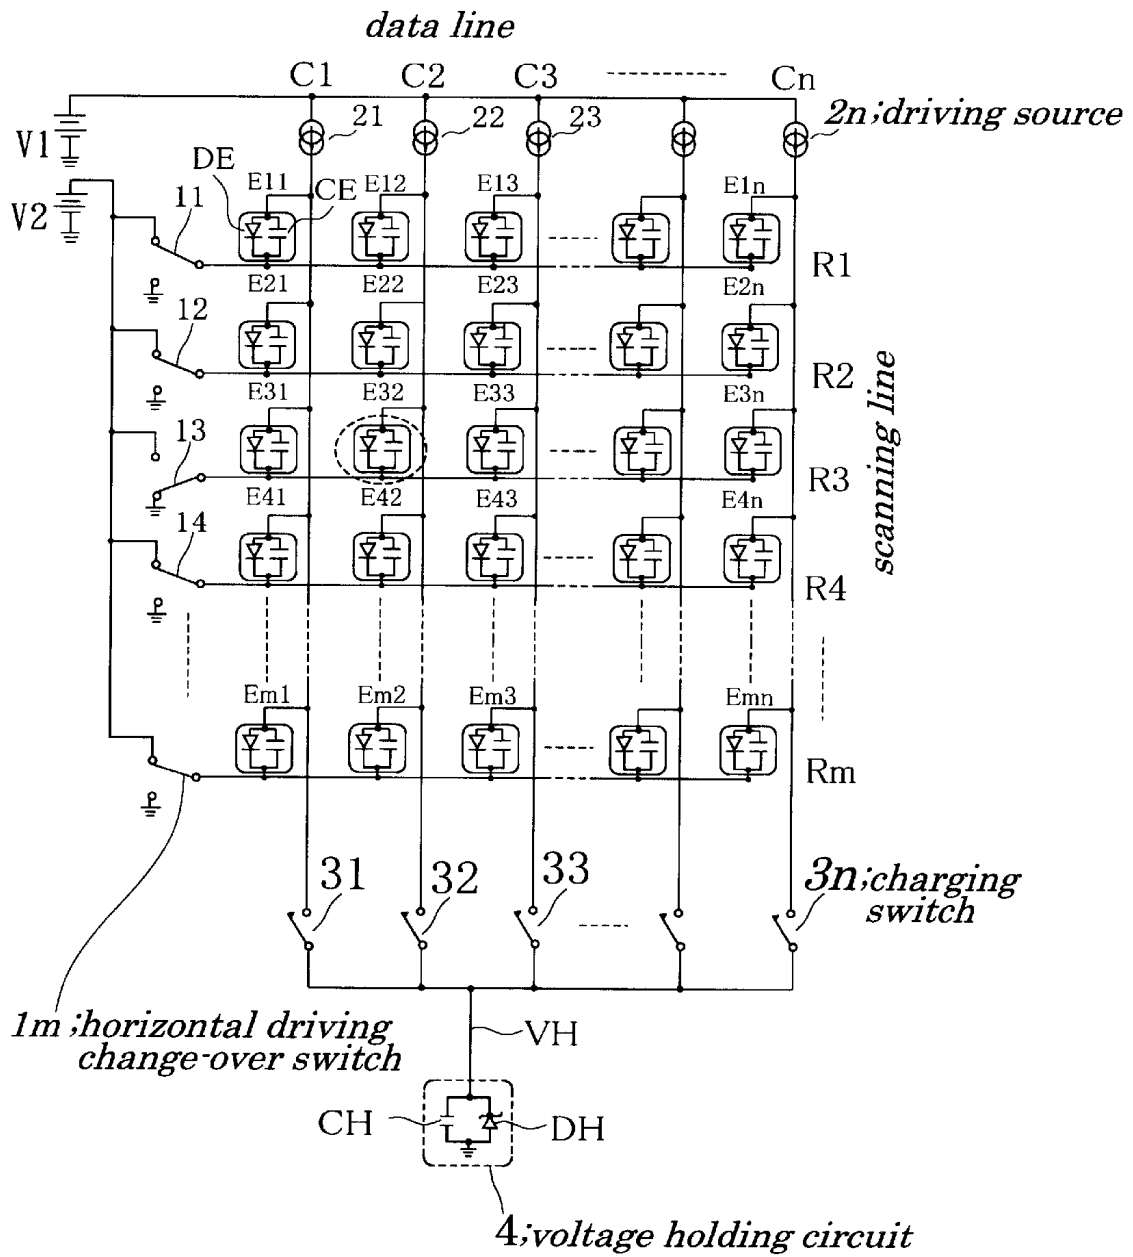 data line
C1 C2 C3 Cn
21 22 23 2n;driving source
V1
DE
E11 CE E12 E13 E1n
V2 11
R1
E21 E22 E23 E2n
12
R2
E31 E32 E33 E3n
13
R3
scanning line
E41 E42 E43 E4n
14
R4
Em1 Em2 Em3 Emn
Rm
31 32 33 3n;charging
switch
1m;horizontal driving
change-over switch
VH
CH DH
4;voltage holding circuit